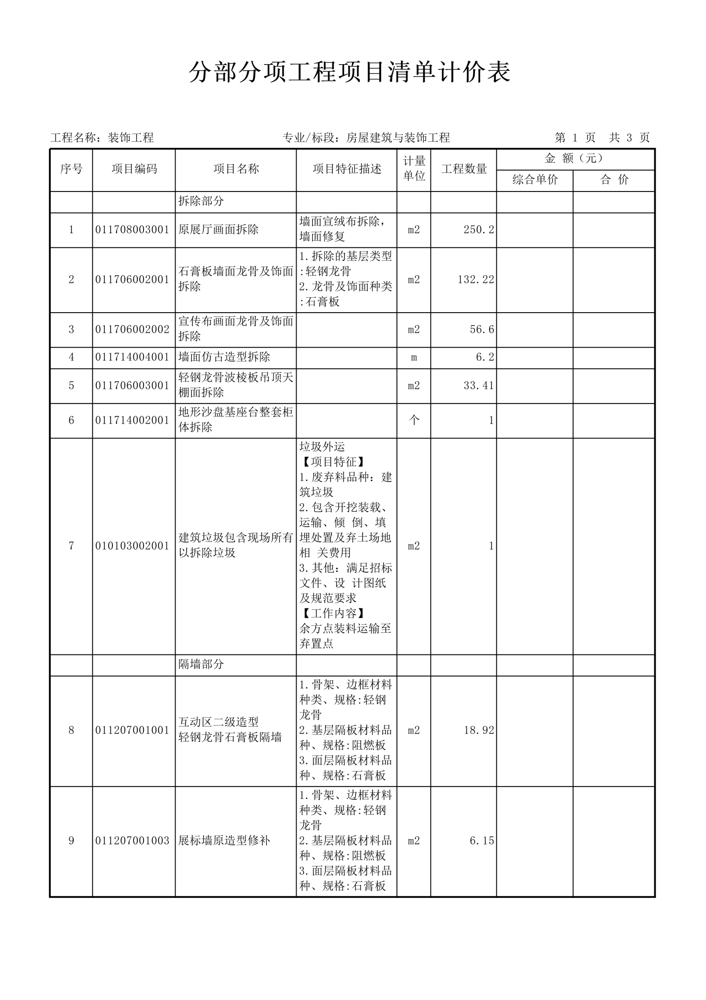 分部分项工程项目清单计价表
工程名称：装饰工程 专业/标段：房屋建筑与装饰工程 第 1 页 共 3 页
序号 项目编码 项目名称 项目特征描述 计量单位 工程数量 金 额（元）
综合单价 合 价
拆除部分
1 011708003001 原展厅画面拆除 墙面宣绒布拆除，
墙面修复 m2 250.2
2 011706002001 石膏板墙面龙骨及饰面
拆除 1.拆除的基层类型
:轻钢龙骨
2.龙骨及饰面种类
:石膏板 m2 132.22
3 011706002002 宣传布画面龙骨及饰面
拆除 m2 56.6
4 011714004001 墙面仿古造型拆除 m 6.2
5 011706003001 轻钢龙骨波棱板吊顶天
棚面拆除 m2 33.41
6 011714002001 地形沙盘基座台整套柜
体拆除 个 1
7 010103002001 建筑垃圾包含现场所有
以拆除垃圾 垃圾外运
【项目特征】
1.废弃料品种：建
筑垃圾
2.包含开挖装载、
运输、倾 倒、填
埋处置及弃土场地
相 关费用
3.其他：满足招标
文件、设 计图纸
及规范要求
【工作内容】
余方点装料运输至
弃置点 m2 1
隔墙部分
8 011207001001 互动区二级造型
轻钢龙骨石膏板隔墙 1.骨架、边框材料
种类、规格:轻钢
龙骨
2.基层隔板材料品
种、规格:阻燃板
3.面层隔板材料品
种、规格:石膏板 m2 18.92
9 011207001003 展标墙原造型修补 1.骨架、边框材料
种类、规格:轻钢
龙骨
2.基层隔板材料品
种、规格:阻燃板
3.面层隔板材料品
种、规格:石膏板 m2 6.15